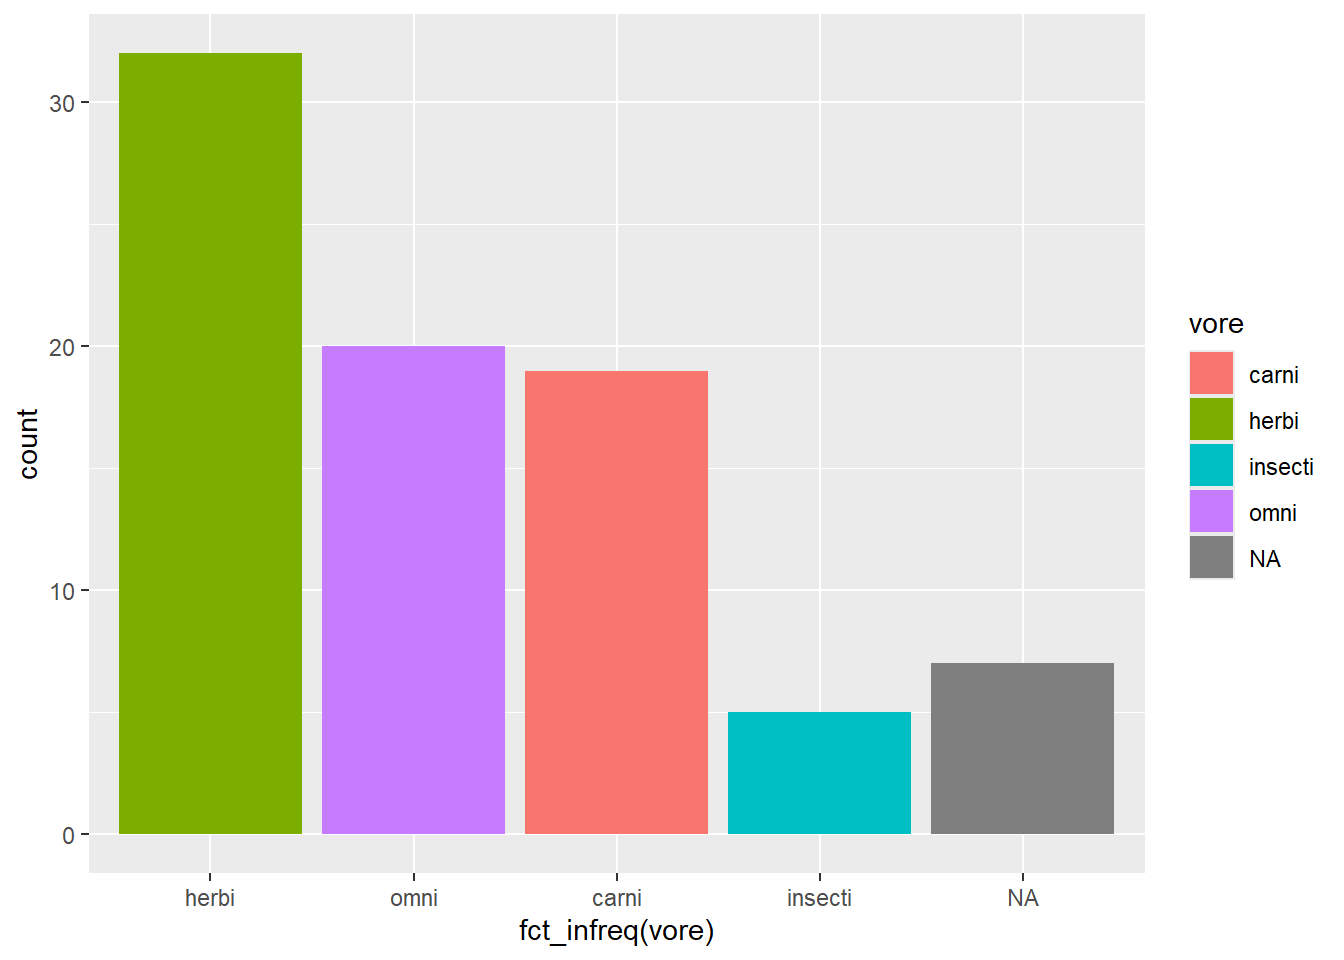 count
30
20
10
0
herbi
omni
carni
insecti
NA
fct_infreq(vore)
vore
carni
herbi
insecti
omni
NA